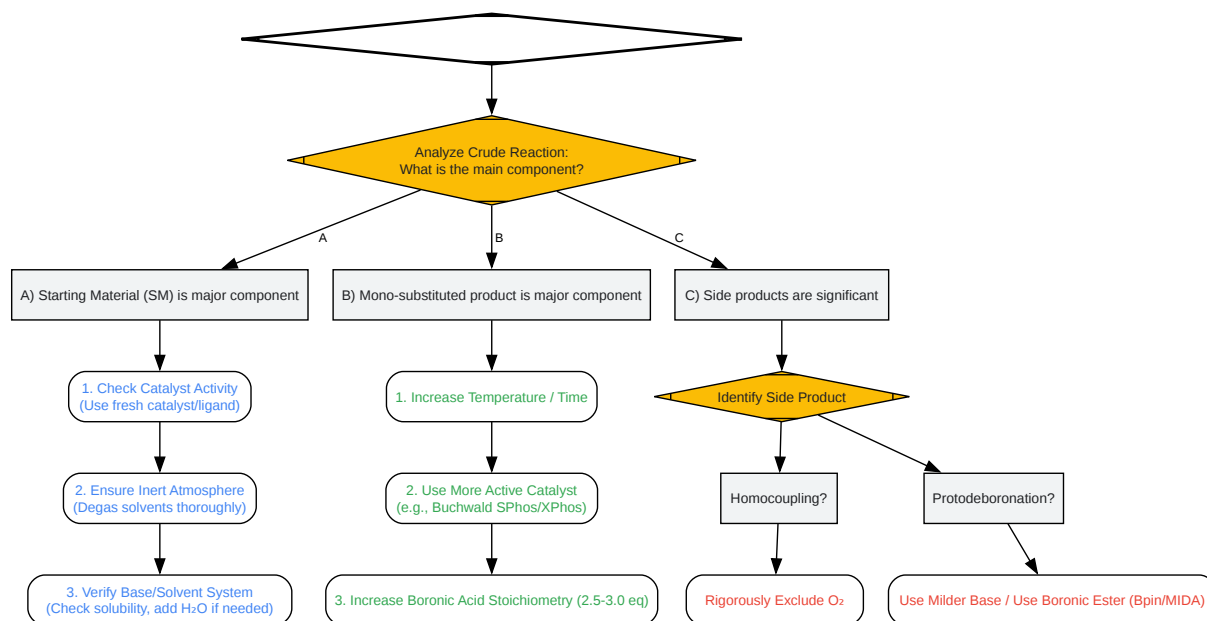 Analyze Crude Reaction:
What is the main component?
A
B
C
A) Starting Material (SM) is major component
B) Mono-substituted product is major component
C) Side products are significant
1. Check Catalyst Activity
(Use fresh catalyst/ligand)
1. Increase Temperature / Time
Identify Side Product
2. Ensure Inert Atmosphere
(Degas solvents thoroughly)
2. Use More Active Catalyst
(e.g., Buchwald SPhos/XPhos)
Homocoupling?
Protodeboronation?
3. Verify Base/Solvent System
(Check solubility, add H₂O if needed)
3. Increase Boronic Acid Stoichiometry (2.5-3.0 eq)
Rigorously Exclude O₂
Use Milder Base / Use Boronic Ester (Bpin/MIDA)